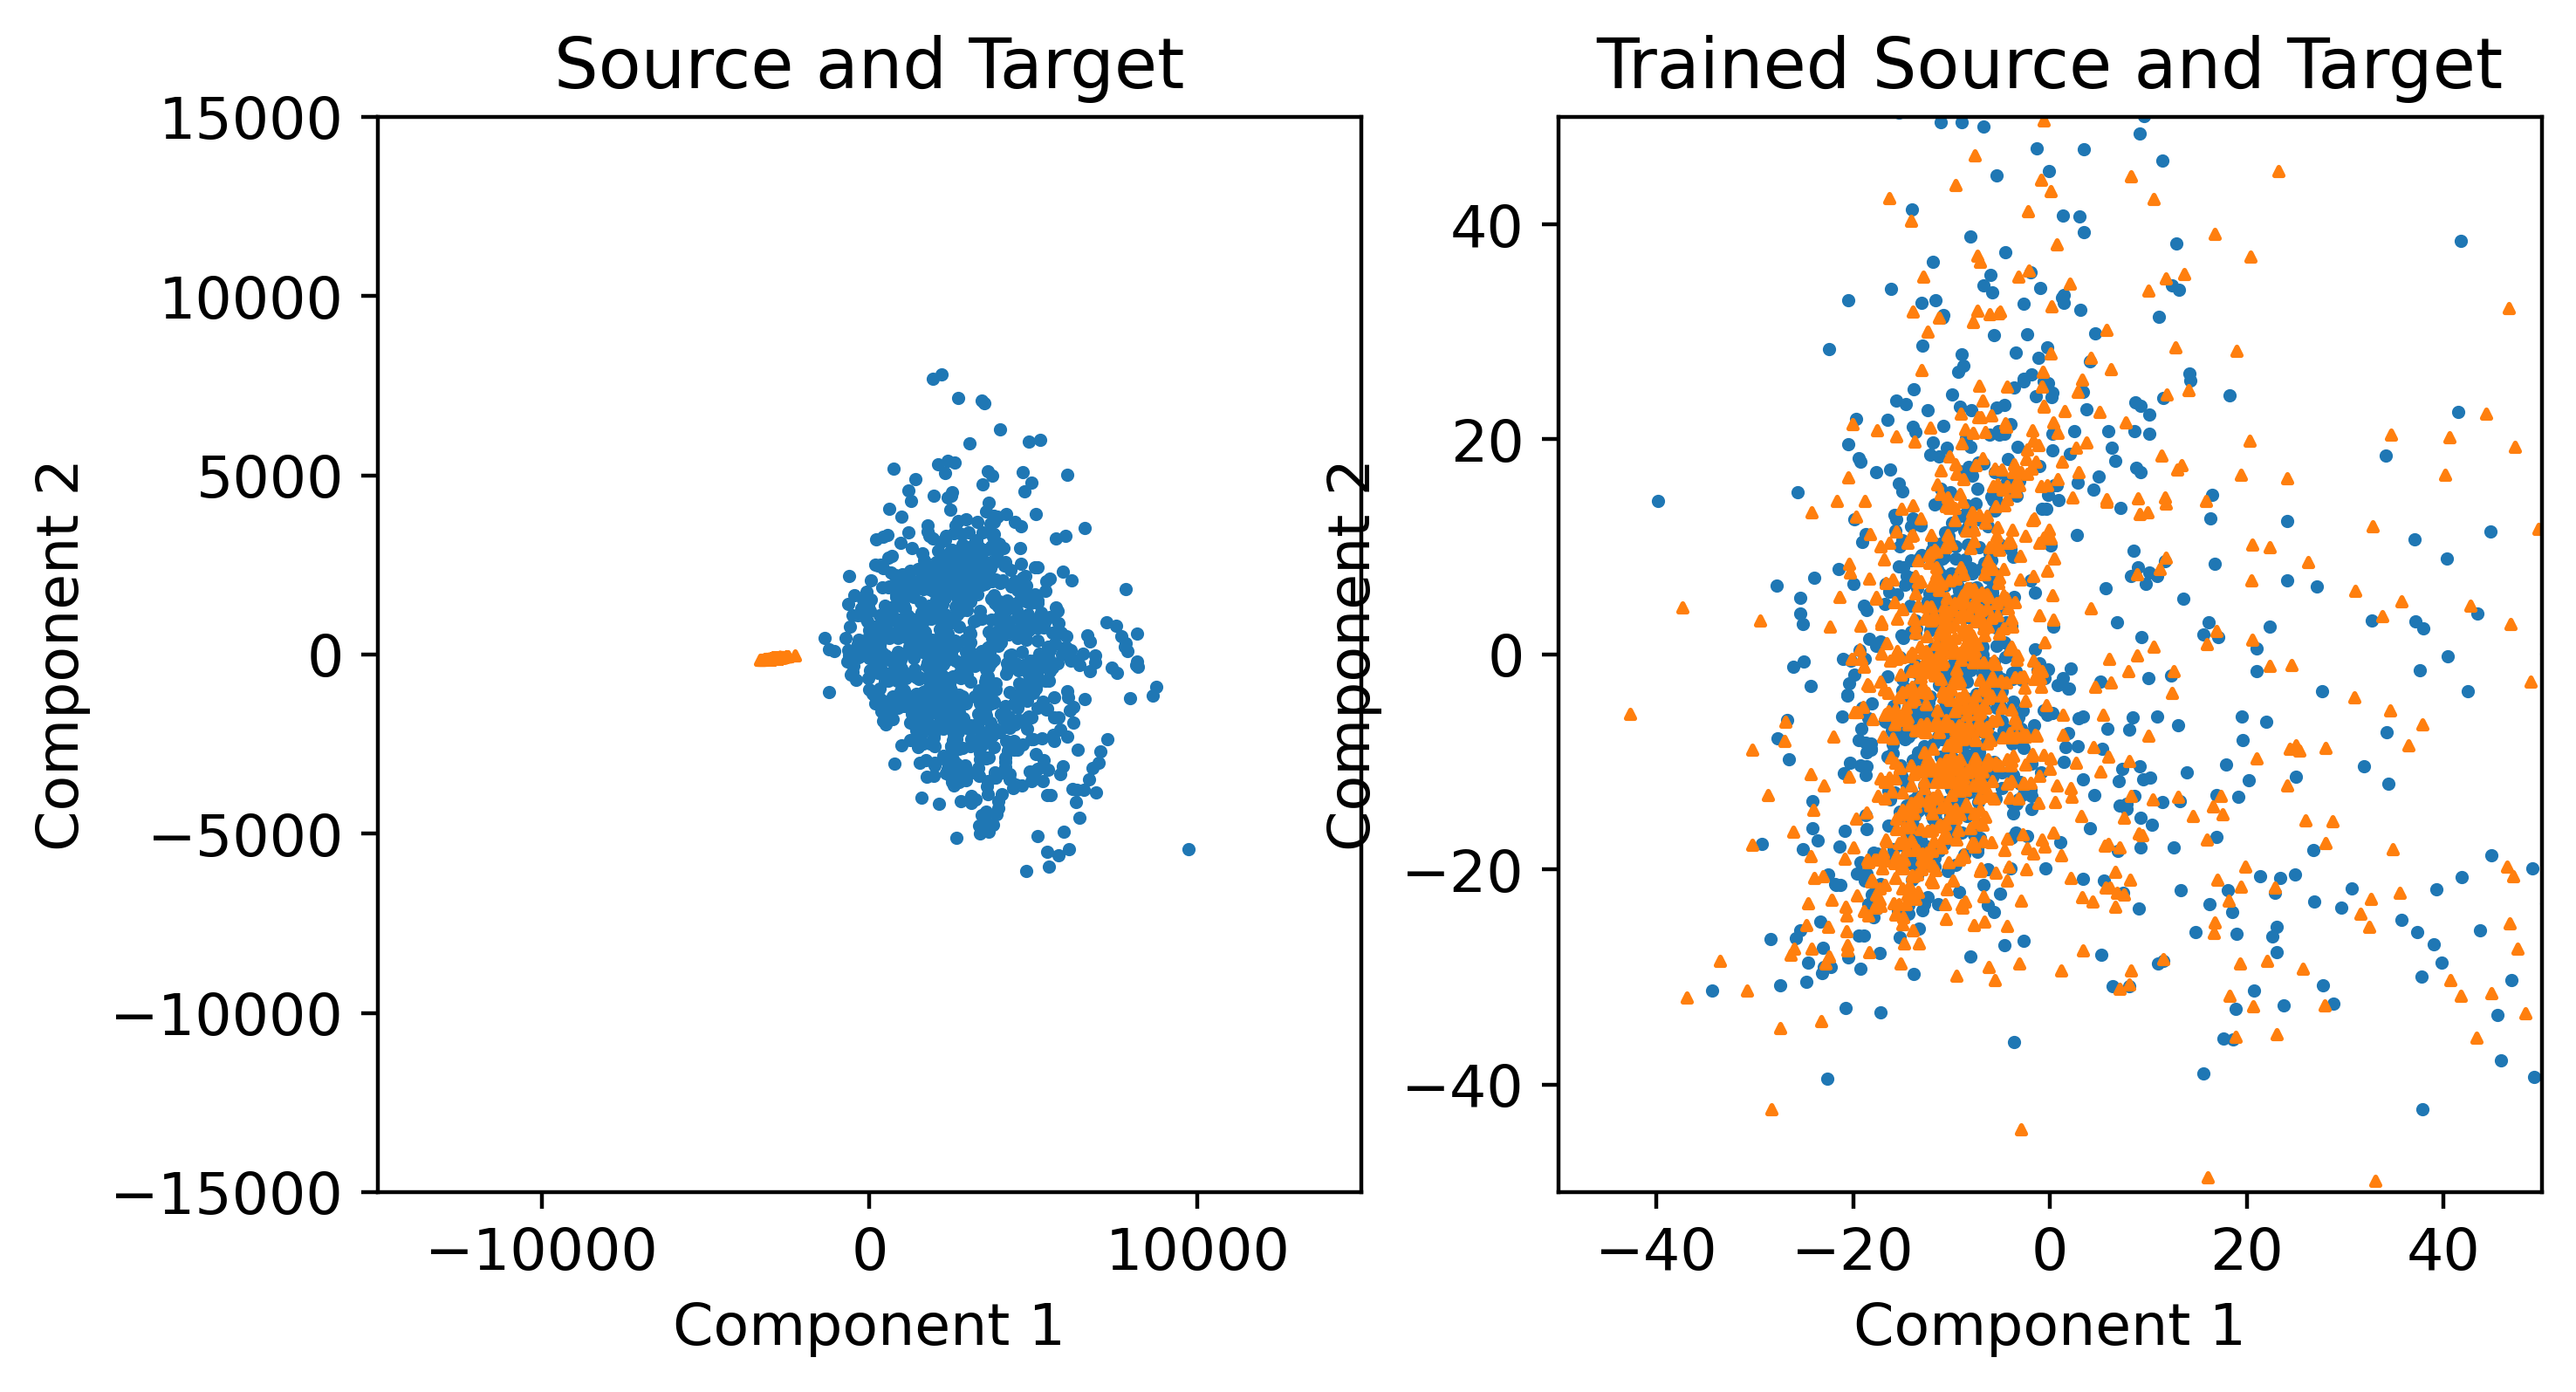 Source and Target
15000
10000
5000
0
−5000
−10000
−15000
Component 2
−10000 0 10000
Component 1
Trained Source and Target
40
20
0
−20
−40
Component 2
−40 −20 0 20 40
Component 1